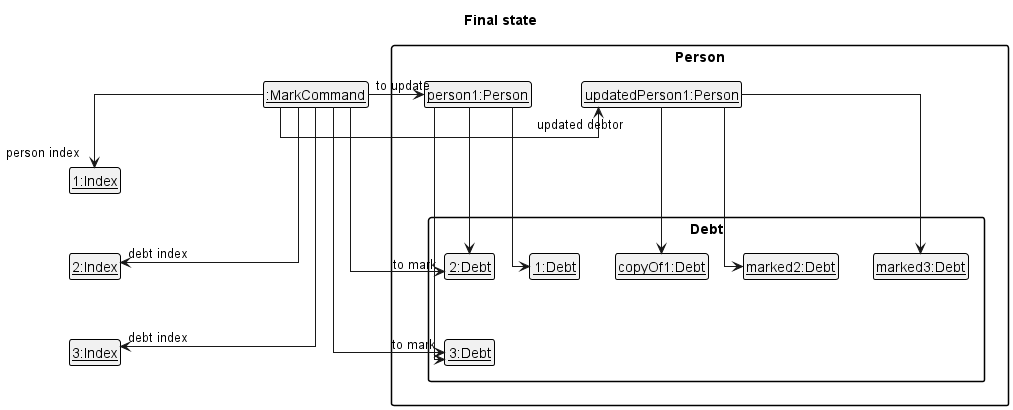 Final state
Person
:MarkCommand
to update
person1:Person
updatedPerson1:Person
updated debtor
person index
1:Index
Debt
debt index
2:Index
to mark
2:Debt
1:Debt
copyOf1:Debt
marked2:Debt
marked3:Debt
debt index
3:Index
to mark
3:Debt